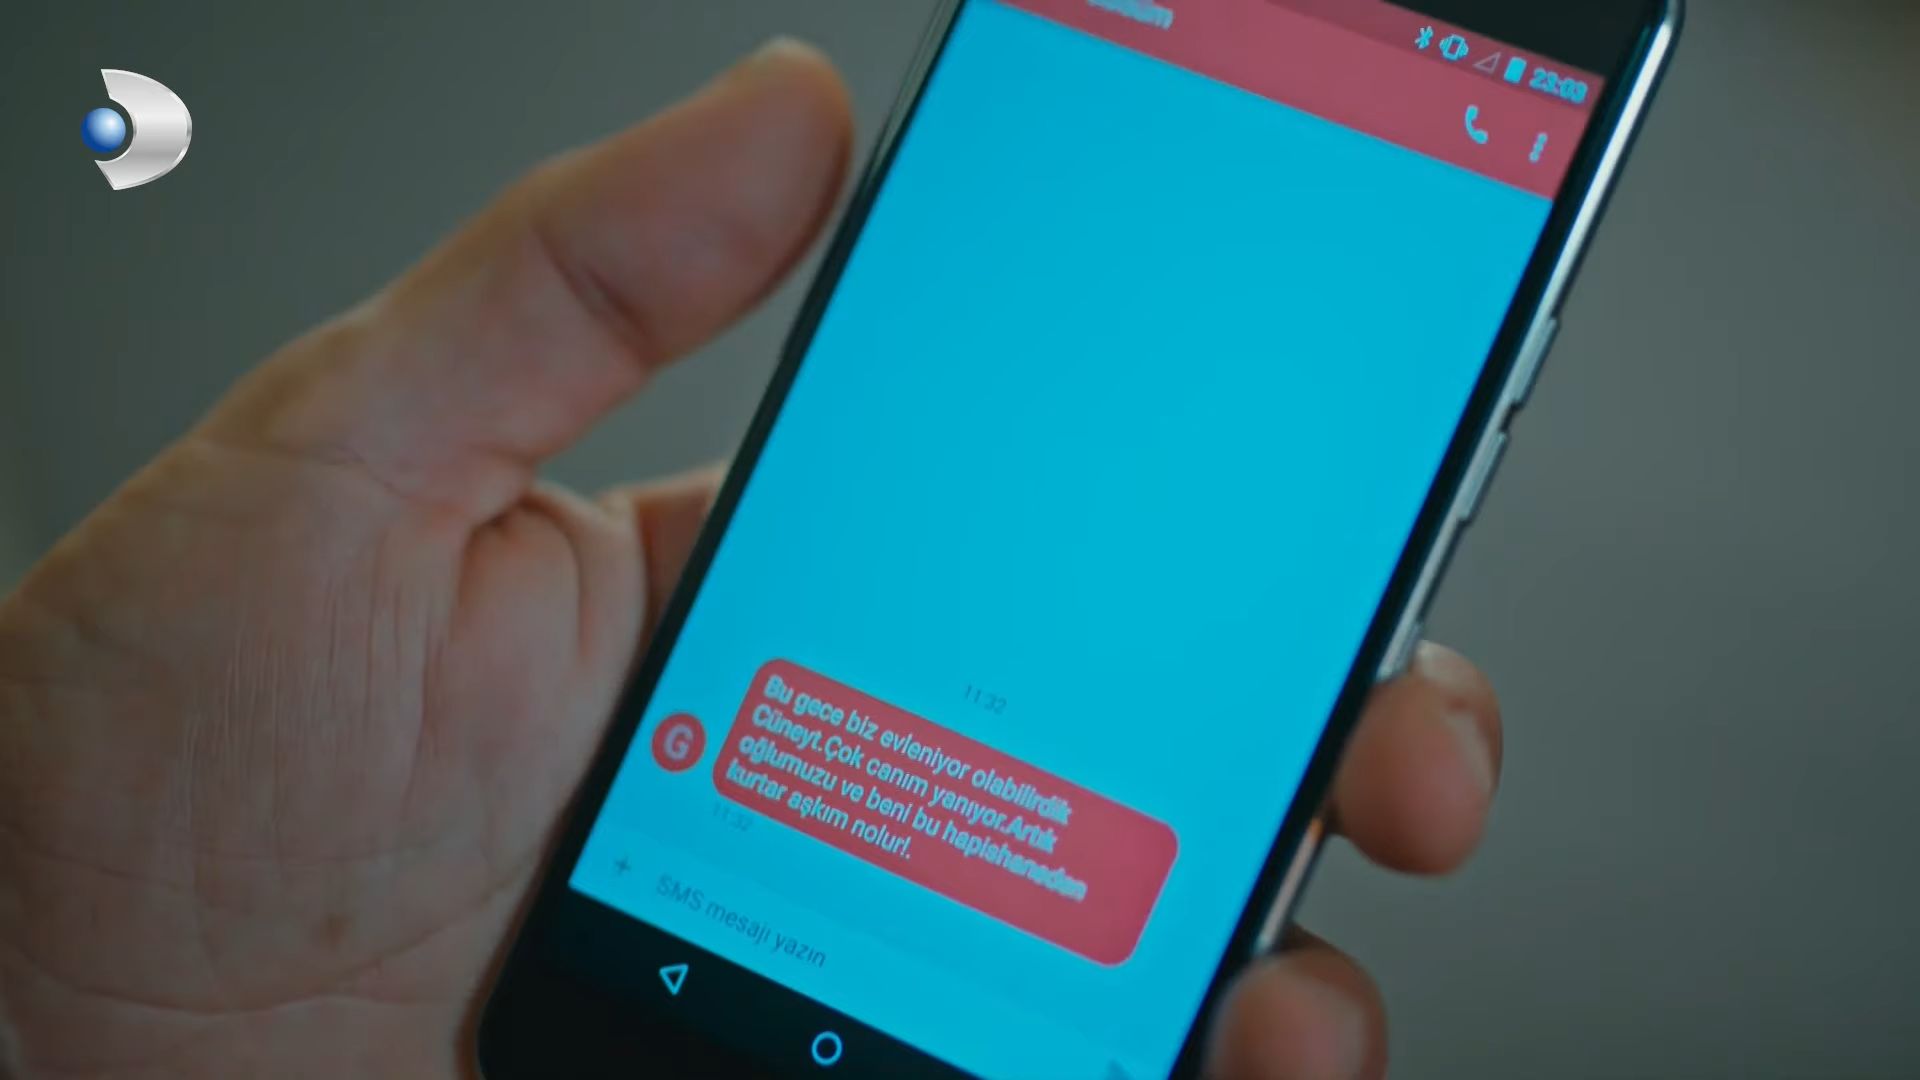 23:03
11:32
G
Bu gece biz evleniyor olabilirdik
Cüneyt.Çok canım yanıyor.Artık
oğlumuzu ve beni bu hapishaneden
kurtar aşkım nolur!.
11:32
+ SMS mesajı yazın